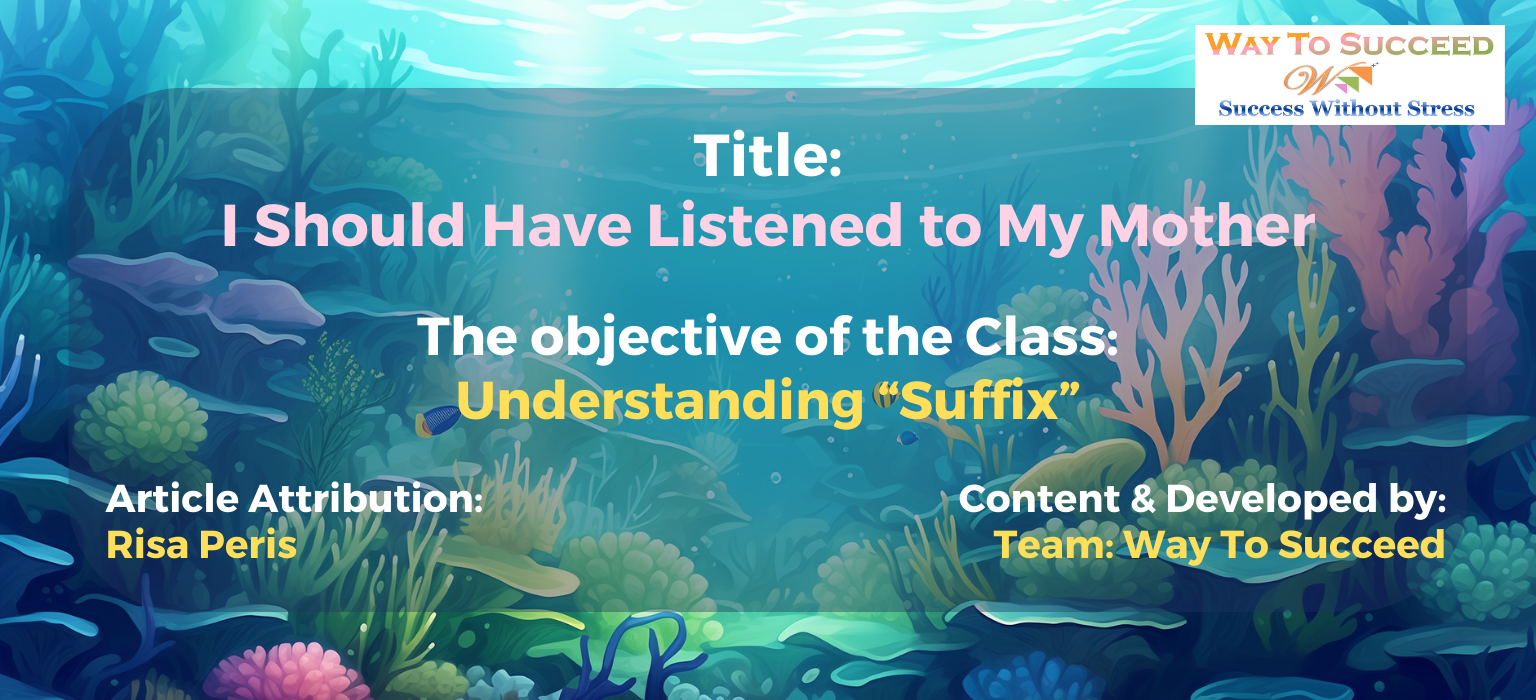 WAY TO SUCCEED
W
Success Without Stress
Title:
I Should Have Listened to My Mother
The objective of the Class:
Understanding “Suffix”
Article Attribution:
Risa Peris
Content & Developed by:
Team: Way To Succeed